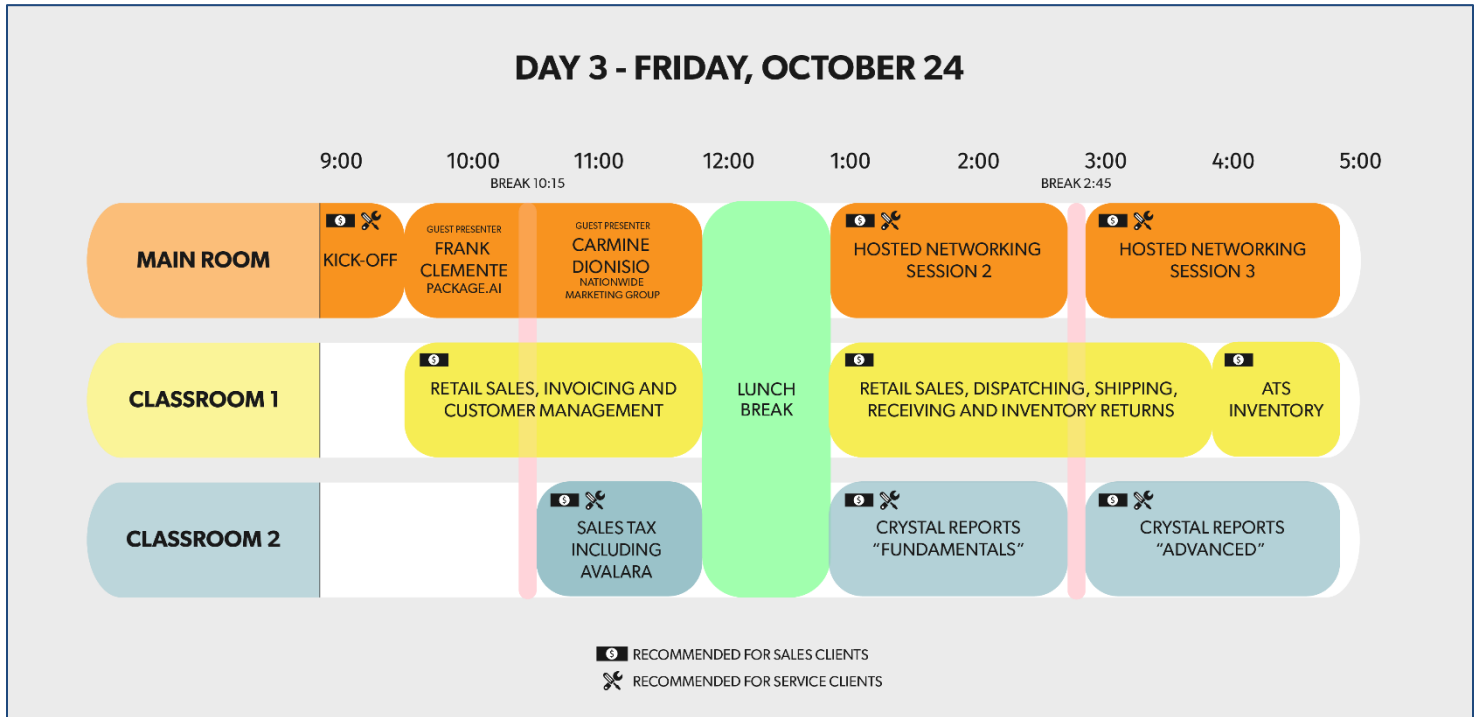 DAY 3 - FRIDAY, OCTOBER 24
9:00 10:00 11:00 12:00 1:00 2:00 3:00 4:00 5:00
BREAK 10:15 BREAK 2:45
MAIN ROOM
KICK-OFF
GUEST PRESENTER
FRANK
CLEMENTE
PACKAGE.AI
GUEST PRESENTER
CARMINE
DIONISIO
NATIONWIDE
MARKETING GROUP
HOSTED NETWORKING
SESSION 2
HOSTED NETWORKING
SESSION 3
CLASSROOM 1
RETAIL SALES, INVOICING AND
CUSTOMER MANAGEMENT
LUNCH
BREAK
RETAIL SALES, DISPATCHING, SHIPPING,
RECEIVING AND INVENTORY RETURNS
ATS
INVENTORY
CLASSROOM 2
SALES TAX
INCLUDING
AVALARA
CRYSTAL REPORTS
“FUNDAMENTALS”
CRYSTAL REPORTS
“ADVANCED”
RECOMMENDED FOR SALES CLIENTS
RECOMMENDED FOR SERVICE CLIENTS